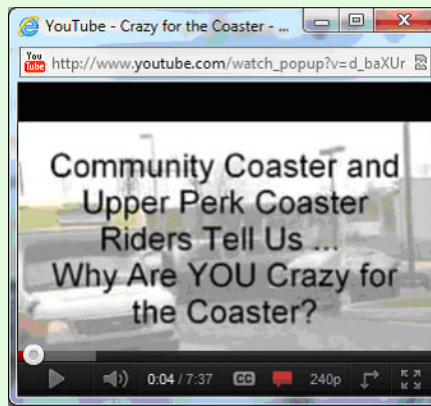 YouTube - Crazy for the Coaster - ...
You Tube http://www.youtube.com/watch_popup?v=d_baXUr
Community Coaster and
Upper Perk Coaster
Riders Tell Us ...
Why Are YOU Crazy for
the Coaster?
0:04 / 7:37 CC 240p